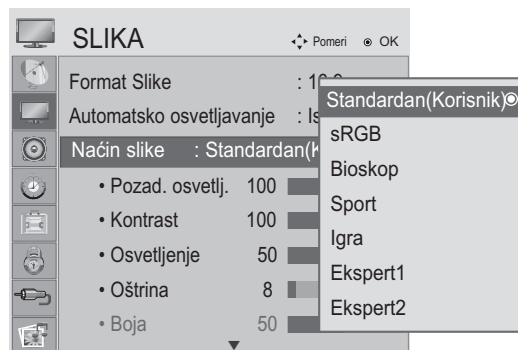 SLIKA
Pomeri
OK
Format Slike : 16:9
Automatsko osvetljavanje : Is
Naćin slike : Standardan(K
• Pozad. osvetlj. 100
• Kontrast 100
• Osvetljenje 50
• Oštrina 8
• Boja 50
Standardan(Korisnik)
sRGB
Bioskop
Sport
Igra
Ekspert1
Ekspert2